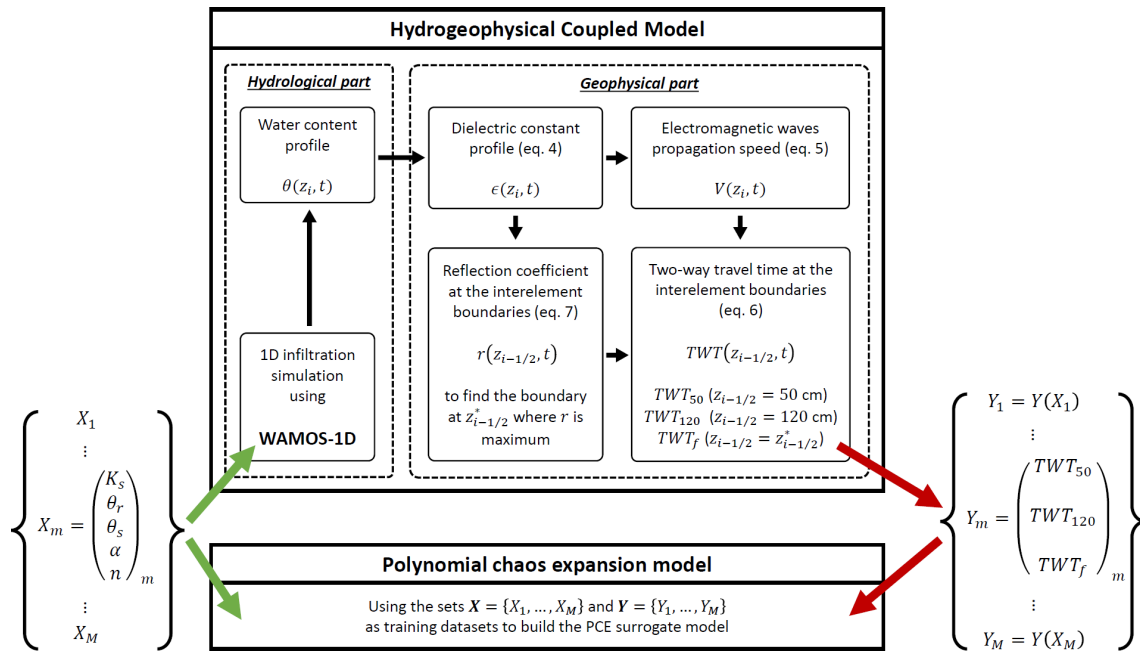 Hydrogeophysical Coupled Model
Hydrological part
Water content
profile
θ(z_i, t)
1D infiltration
simulation
using
WAMOS-1D
Geophysical part
Dielectric constant
profile (eq. 4)
ϵ(z_i, t)
Electromagnetic waves
propagation speed (eq. 5)
V(z_i, t)
Reflection coefficient
at the interelement
boundaries (eq. 7)
r(z_{i−1/2}, t)
to find the boundary
at z*_{i−1/2} where r is
maximum
Two-way travel time at the
interelement boundaries
(eq. 6)
TWT(z_{i−1/2}, t)
TWT_50 (z_{i−1/2} = 50 cm)
TWT_120 (z_{i−1/2} = 120 cm)
TWT_f (z_{i−1/2} = z*_{i−1/2})
X_1
⋮
X_m = (K_s
θ_r
θ_s
α
n)_m
⋮
X_M
Y_1 = Y(X_1)
⋮
Y_m = (TWT_50
TWT_120
TWT_f)_m
⋮
Y_M = Y(X_M)
Polynomial chaos expansion model
Using the sets X = {X_1, …, X_M} and Y = {Y_1, …, Y_M}
as training datasets to build the PCE surrogate model